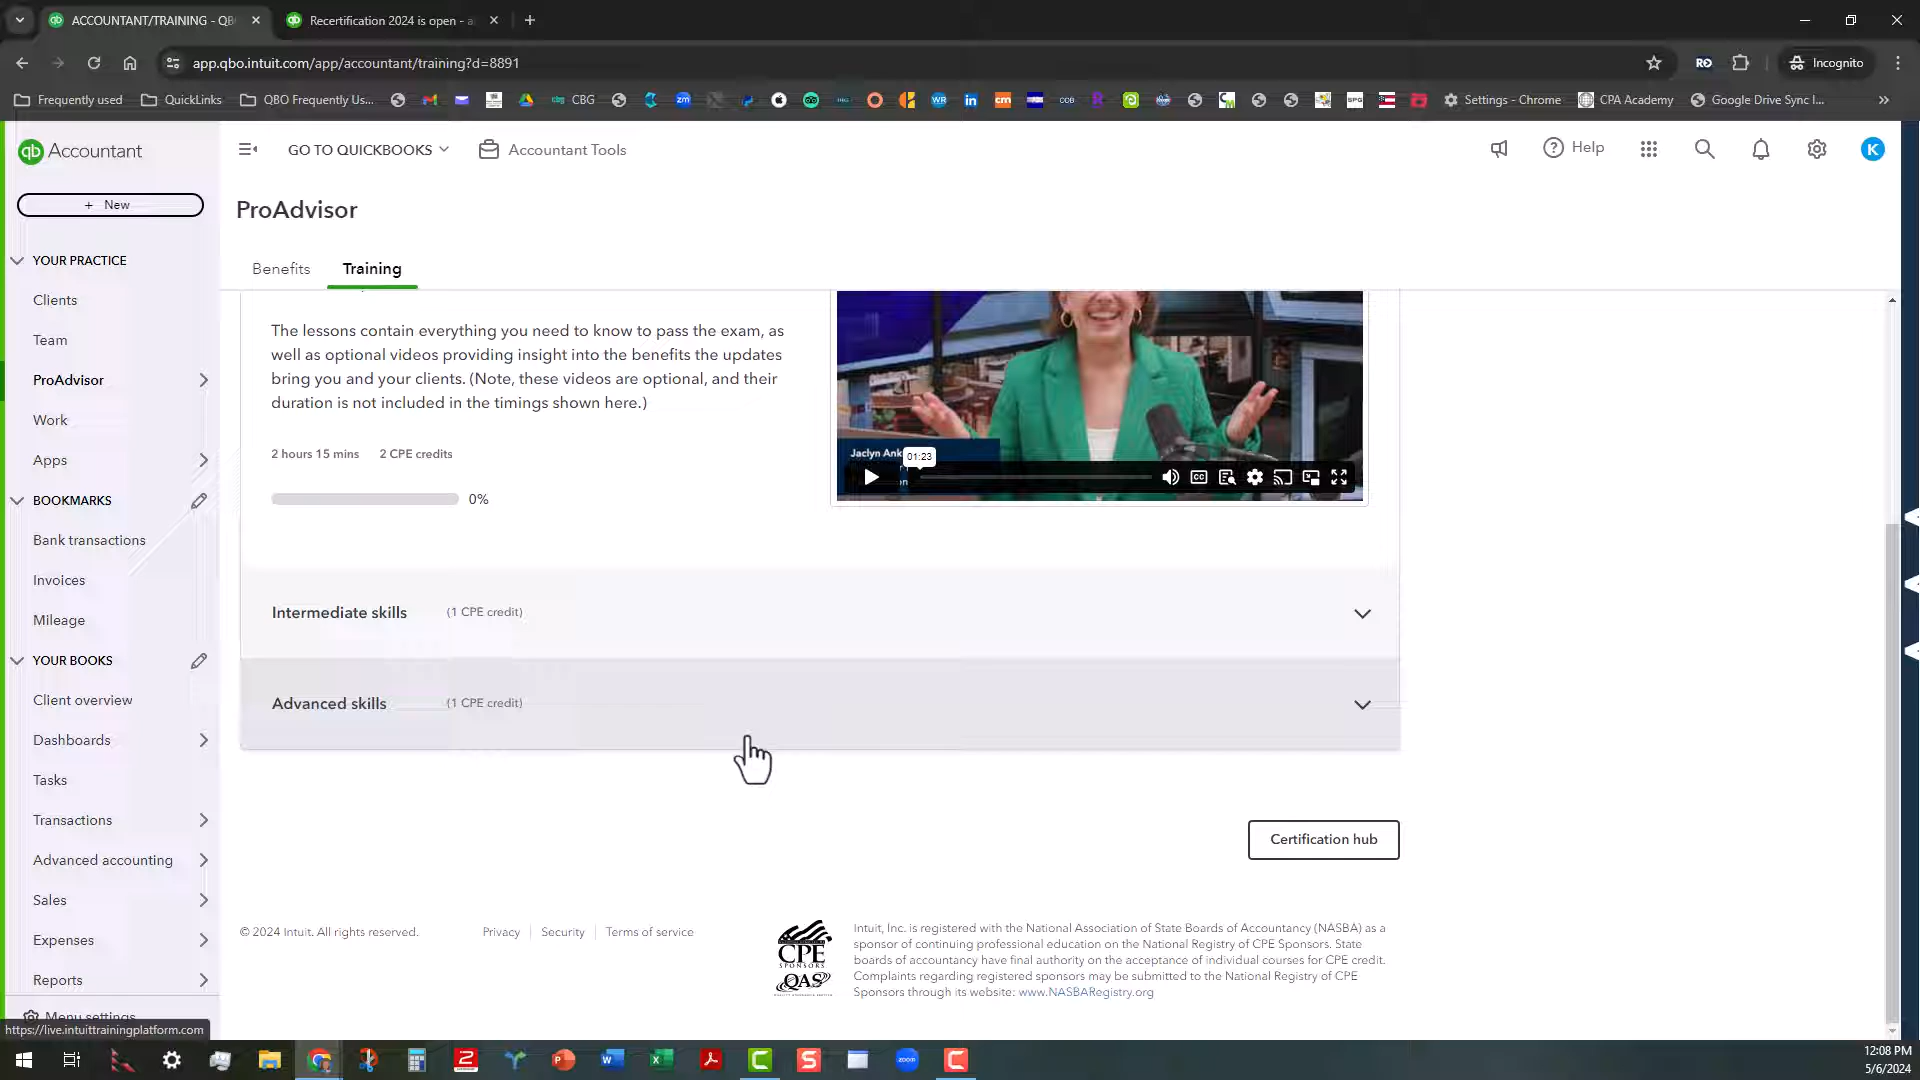 ACCOUNTANT/TRAINING - QB
Recertification 2024 is open - a
app.qbo.intuit.com/app/accountant/training?d=8891
Incognito
Frequently used
QuickLinks
QBO Frequently Us...
CBG
Settings - Chrome
CPA Academy
Google Drive Sync I...
qb Accountant
GO TO QUICKBOOKS
Accountant Tools
Help
K
+ New
ProAdvisor
Benefits
Training
YOUR PRACTICE
Clients
Team
ProAdvisor
Work
Apps
BOOKMARKS
Bank transactions
Invoices
Mileage
YOUR BOOKS
Client overview
Dashboards
Tasks
Transactions
Advanced accounting
Sales
Expenses
Reports
Menu settings
The lessons contain everything you need to know to pass the exam, as
well as optional videos providing insight into the benefits the updates
bring you and your clients. (Note, these videos are optional, and their
duration is not included in the timings shown here.)
2 hours 15 mins
2 CPE credits
0%
Jaclyn Ank
01:23
CC
Intermediate skills
(1 CPE credit)
Advanced skills
(1 CPE credit)
Certification hub
© 2024 Intuit. All rights reserved.
Privacy
Security
Terms of service
CPE
SPONSORS
QAS
Intuit, Inc. is registered with the National Association of State Boards of Accountancy (NASBA) as a
sponsor of continuing professional education on the National Registry of CPE Sponsors. State
boards of accountancy have final authority on the acceptance of individual courses for CPE credit.
Complaints regarding registered sponsors may be submitted to the National Registry of CPE
Sponsors through its website: www.NASBARegistry.org
https://live.intuittrainingplatform.com
12:08 PM
5/6/2024